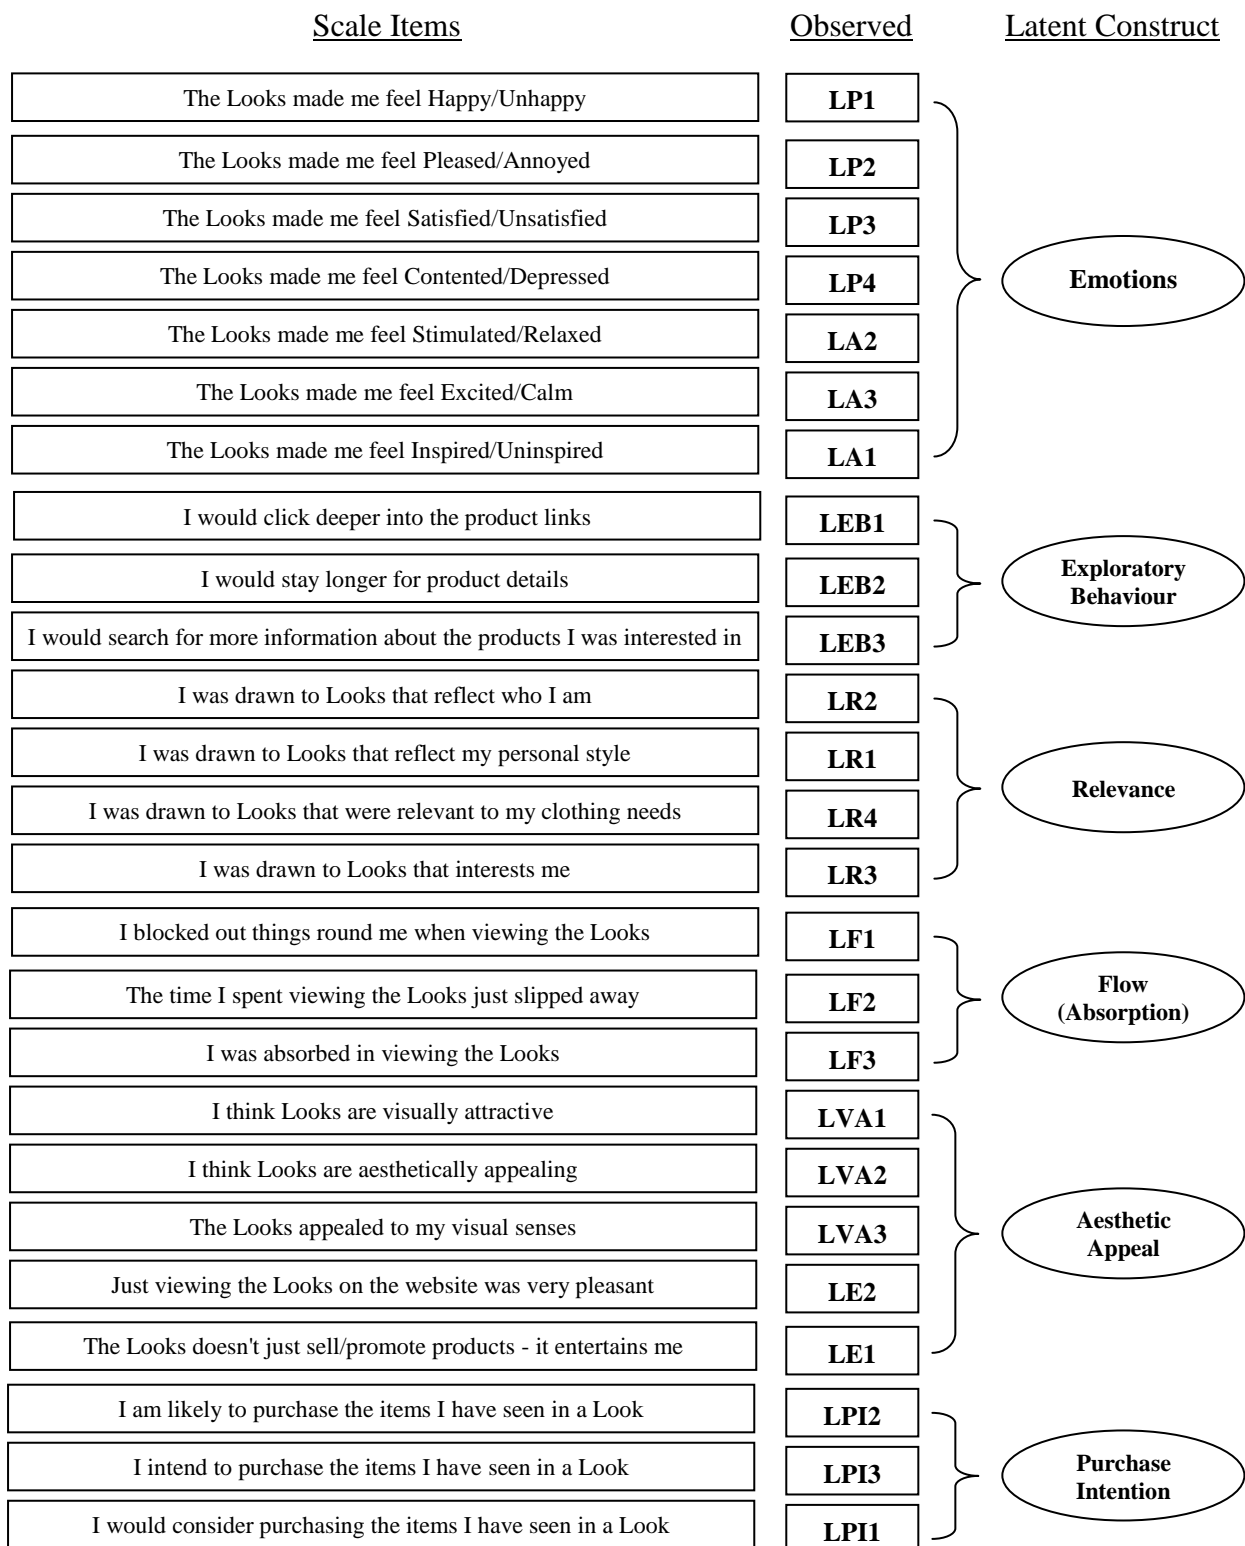 Scale Items Observed Latent Construct
The Looks made me feel Happy/Unhappy LP1
The Looks made me feel Pleased/Annoyed LP2
The Looks made me feel Satisfied/Unsatisfied LP3
The Looks made me feel Contented/Depressed LP4
Emotions
The Looks made me feel Stimulated/Relaxed LA2
The Looks made me feel Excited/Calm LA3
The Looks made me feel Inspired/Uninspired LA1
I would click deeper into the product links LEB1
I would stay longer for product details LEB2
Exploratory
Behaviour
I would search for more information about the products I was interested in LEB3
I was drawn to Looks that reflect who I am LR2
I was drawn to Looks that reflect my personal style LR1
Relevance
I was drawn to Looks that were relevant to my clothing needs LR4
I was drawn to Looks that interests me LR3
I blocked out things round me when viewing the Looks LF1
The time I spent viewing the Looks just slipped away LF2
Flow
(Absorption)
I was absorbed in viewing the Looks LF3
I think Looks are visually attractive LVA1
I think Looks are aesthetically appealing LVA2
The Looks appealed to my visual senses LVA3
Aesthetic
Appeal
Just viewing the Looks on the website was very pleasant LE2
The Looks doesn't just sell/promote products - it entertains me LE1
I am likely to purchase the items I have seen in a Look LPI2
I intend to purchase the items I have seen in a Look LPI3
Purchase
Intention
I would consider purchasing the items I have seen in a Look LPI1